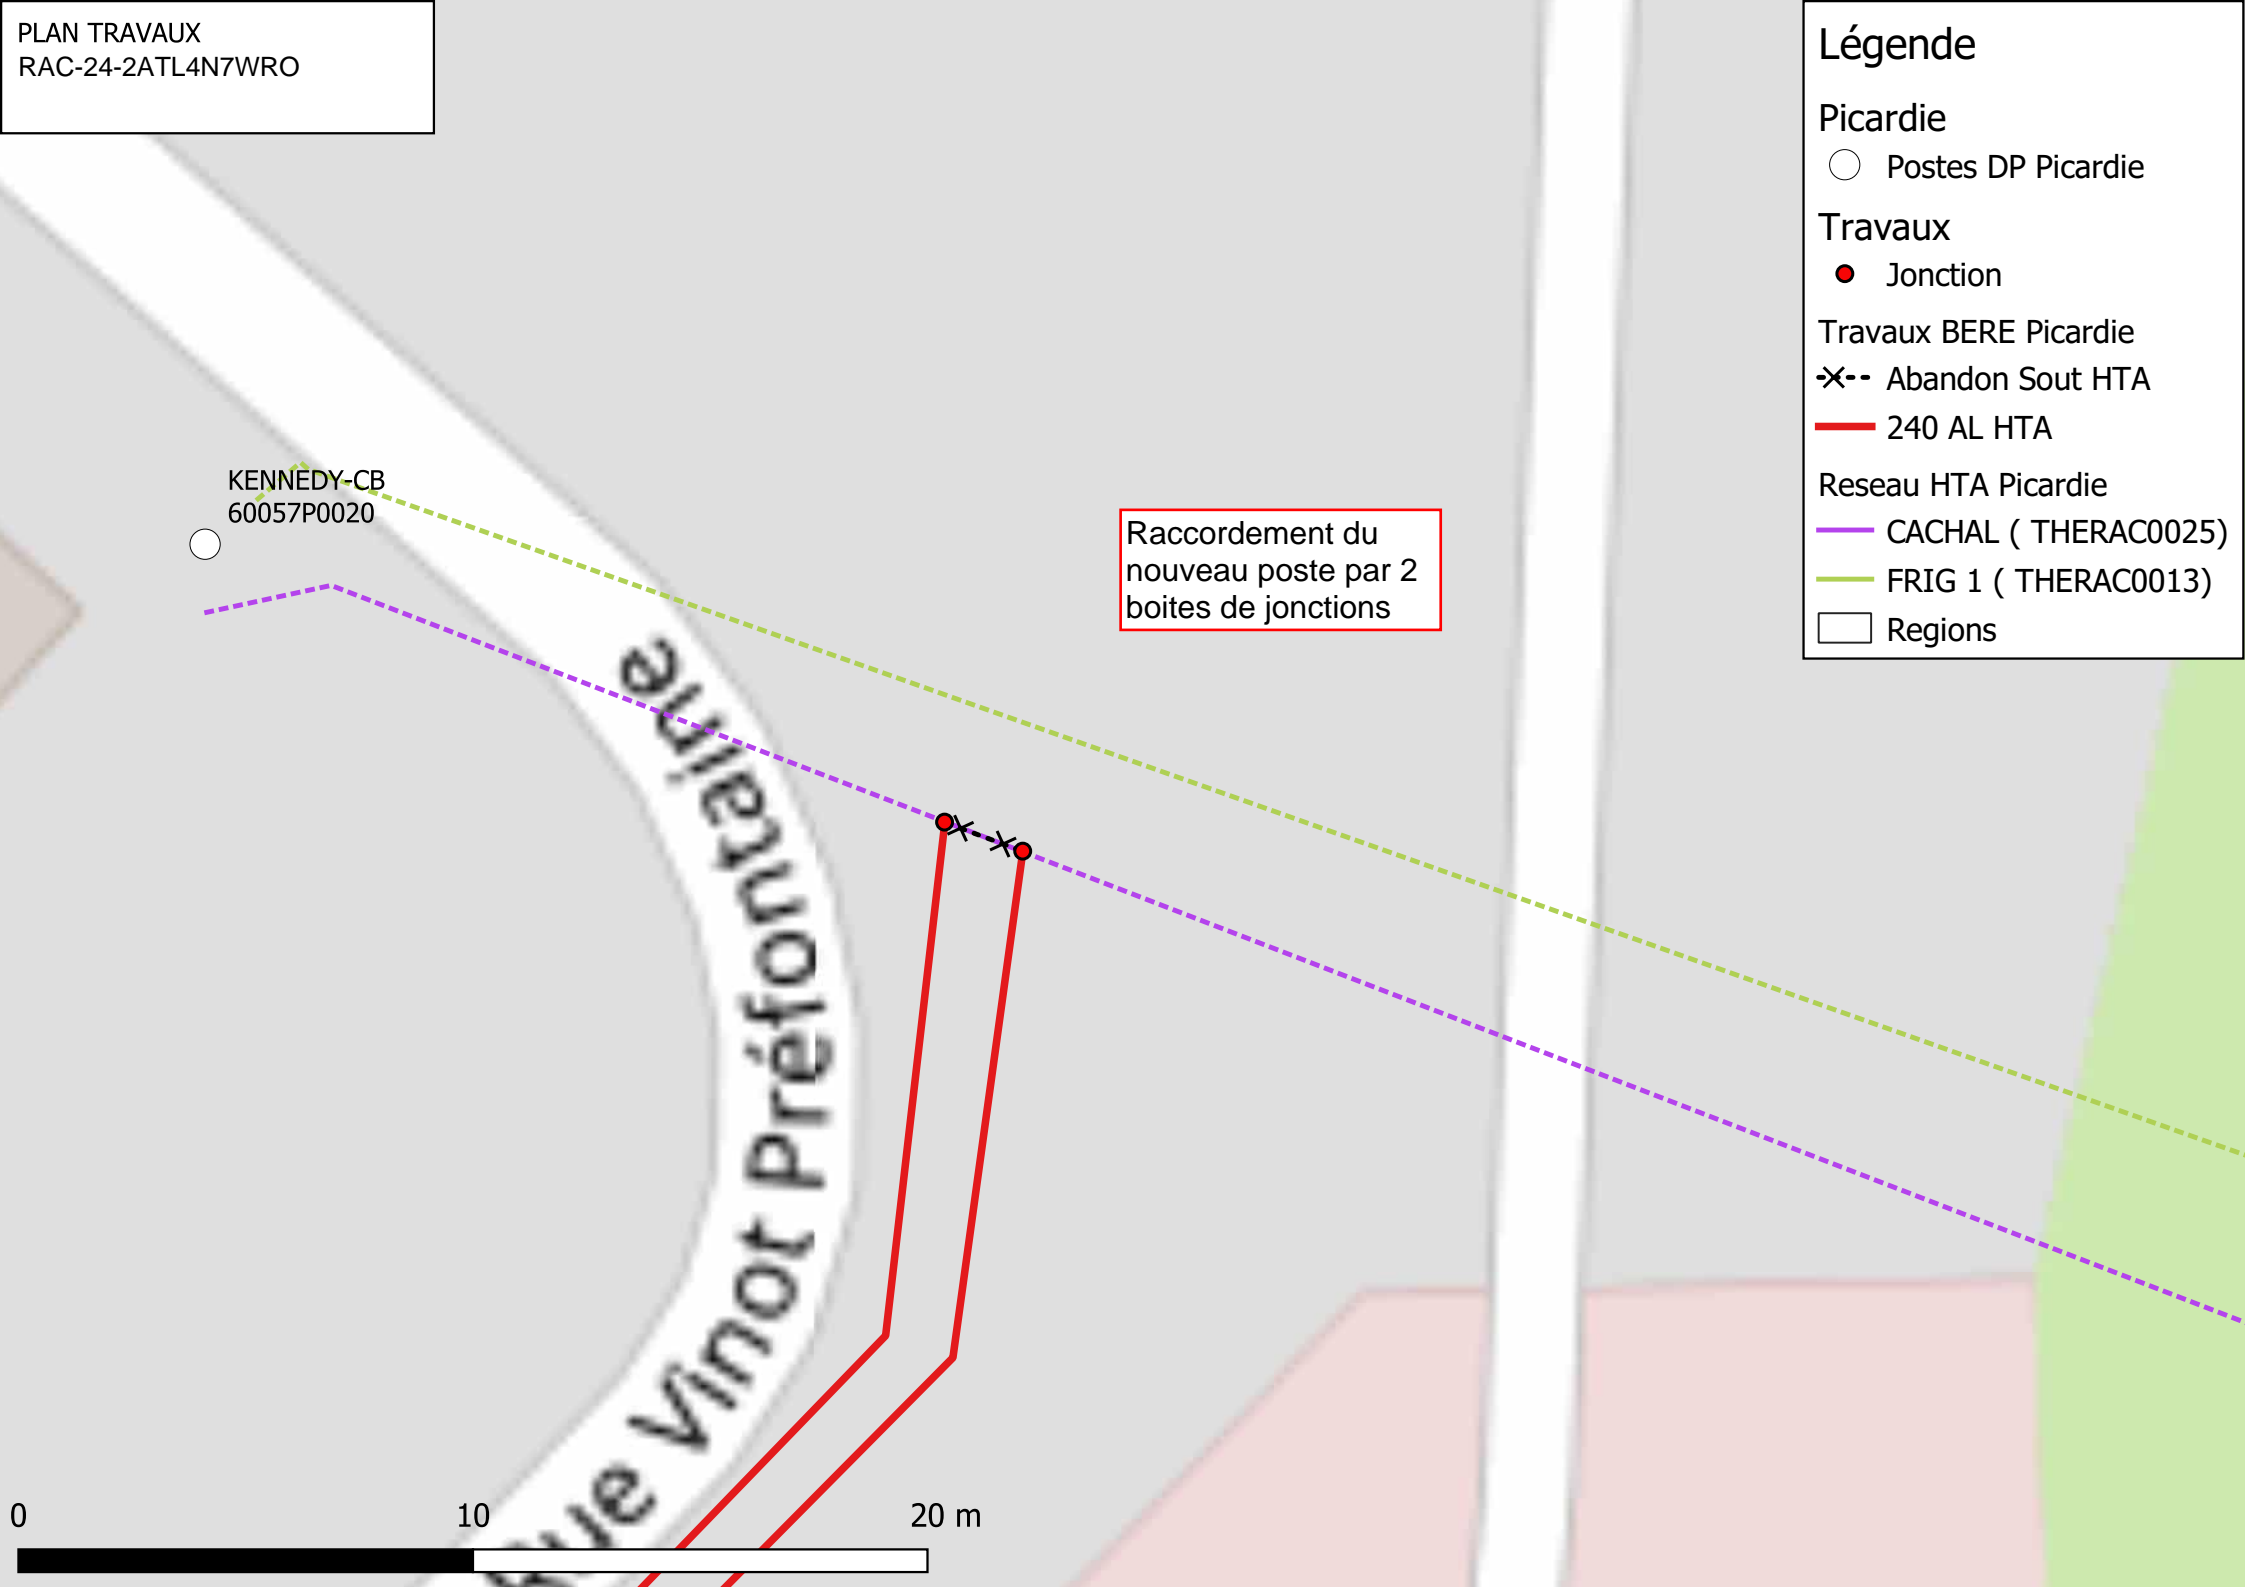 PLAN TRAVAUX
RAC-24-2ATL4N7WRO
Légende
Picardie
Postes DP Picardie
Travaux
Jonction
Travaux BERE Picardie
Abandon Sout HTA
240 AL HTA
Reseau HTA Picardie
CACHAL ( THERAC0025)
FRIG 1 ( THERAC0013)
Regions
KENNEDY-CB
60057P0020
Raccordement du
nouveau poste par 2
boites de jonctions
Rue Vinot Préfontaine
0 10 20 m